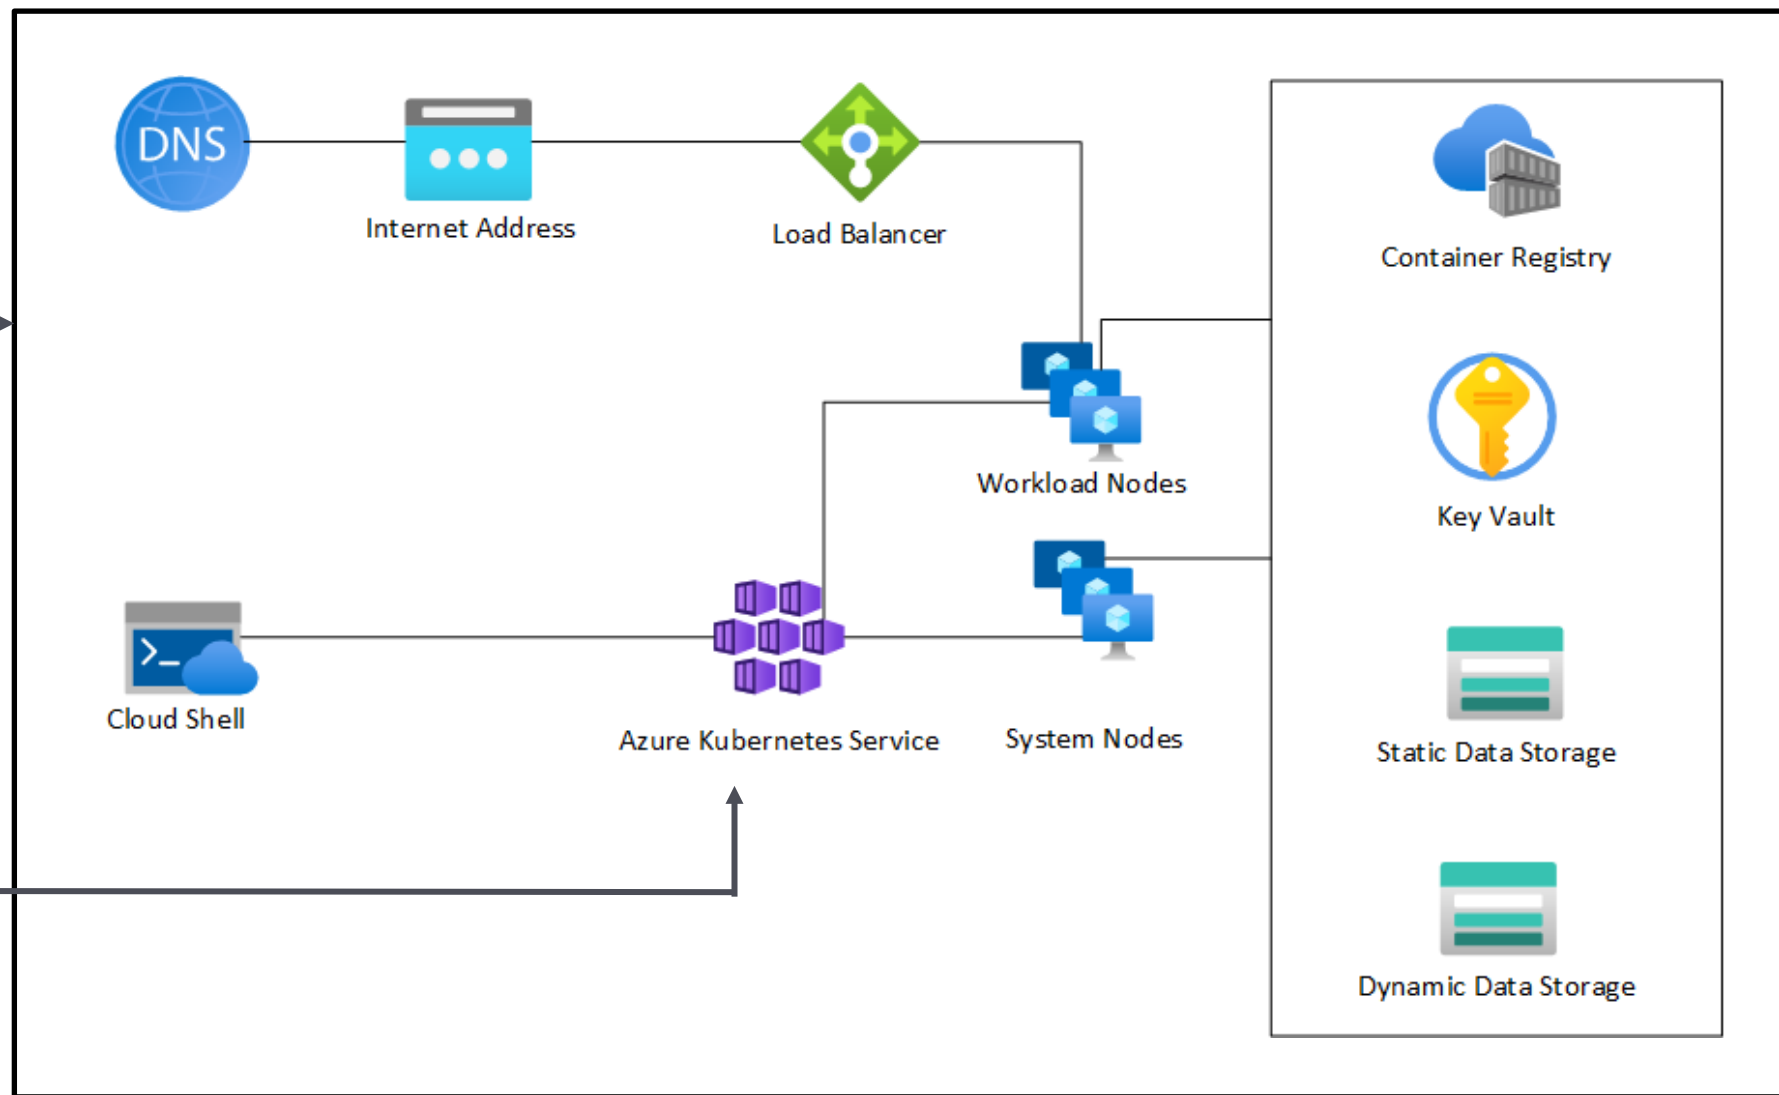 DNS
Internet Address
Load Balancer
Container Registry
Workload Nodes
Key Vault
Cloud Shell
Azure Kubernetes Service
System Nodes
Static Data Storage
Dynamic Data Storage